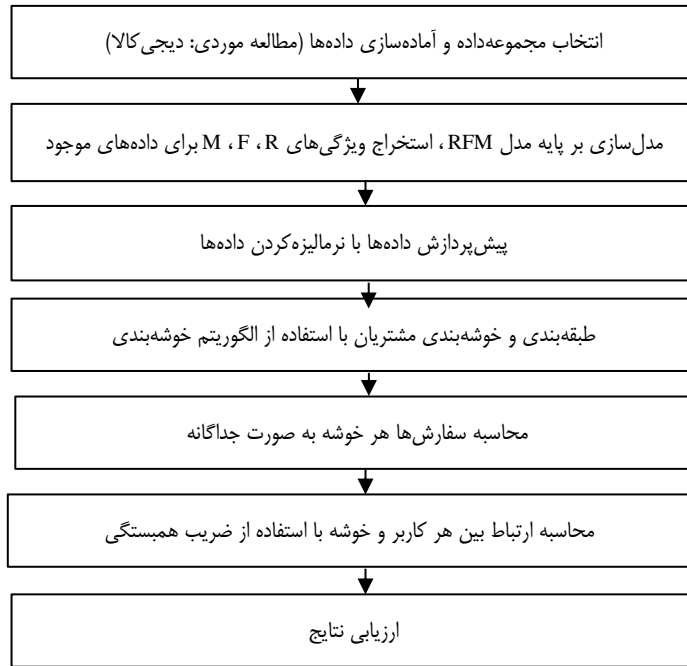 انتخاب مجموعه‌داده و آماده‌سازی داده‌ها (مطالعه موردی: دیجی‌کالا)
مدل‌سازی بر پایه مدل RFM، استخراج ویژگی‌های M ، F ، R برای داده‌های موجود
پیش‌پردازش داده‌ها با نرمالیزه‌کردن داده‌ها
طبقه‌بندی و خوشه‌بندی مشتریان با استفاده از الگوریتم خوشه‌بندی
محاسبه سفارش‌ها هر خوشه به صورت جداگانه
محاسبه ارتباط بین هر کاربر و خوشه با استفاده از ضریب همبستگی
ارزیابی نتایج